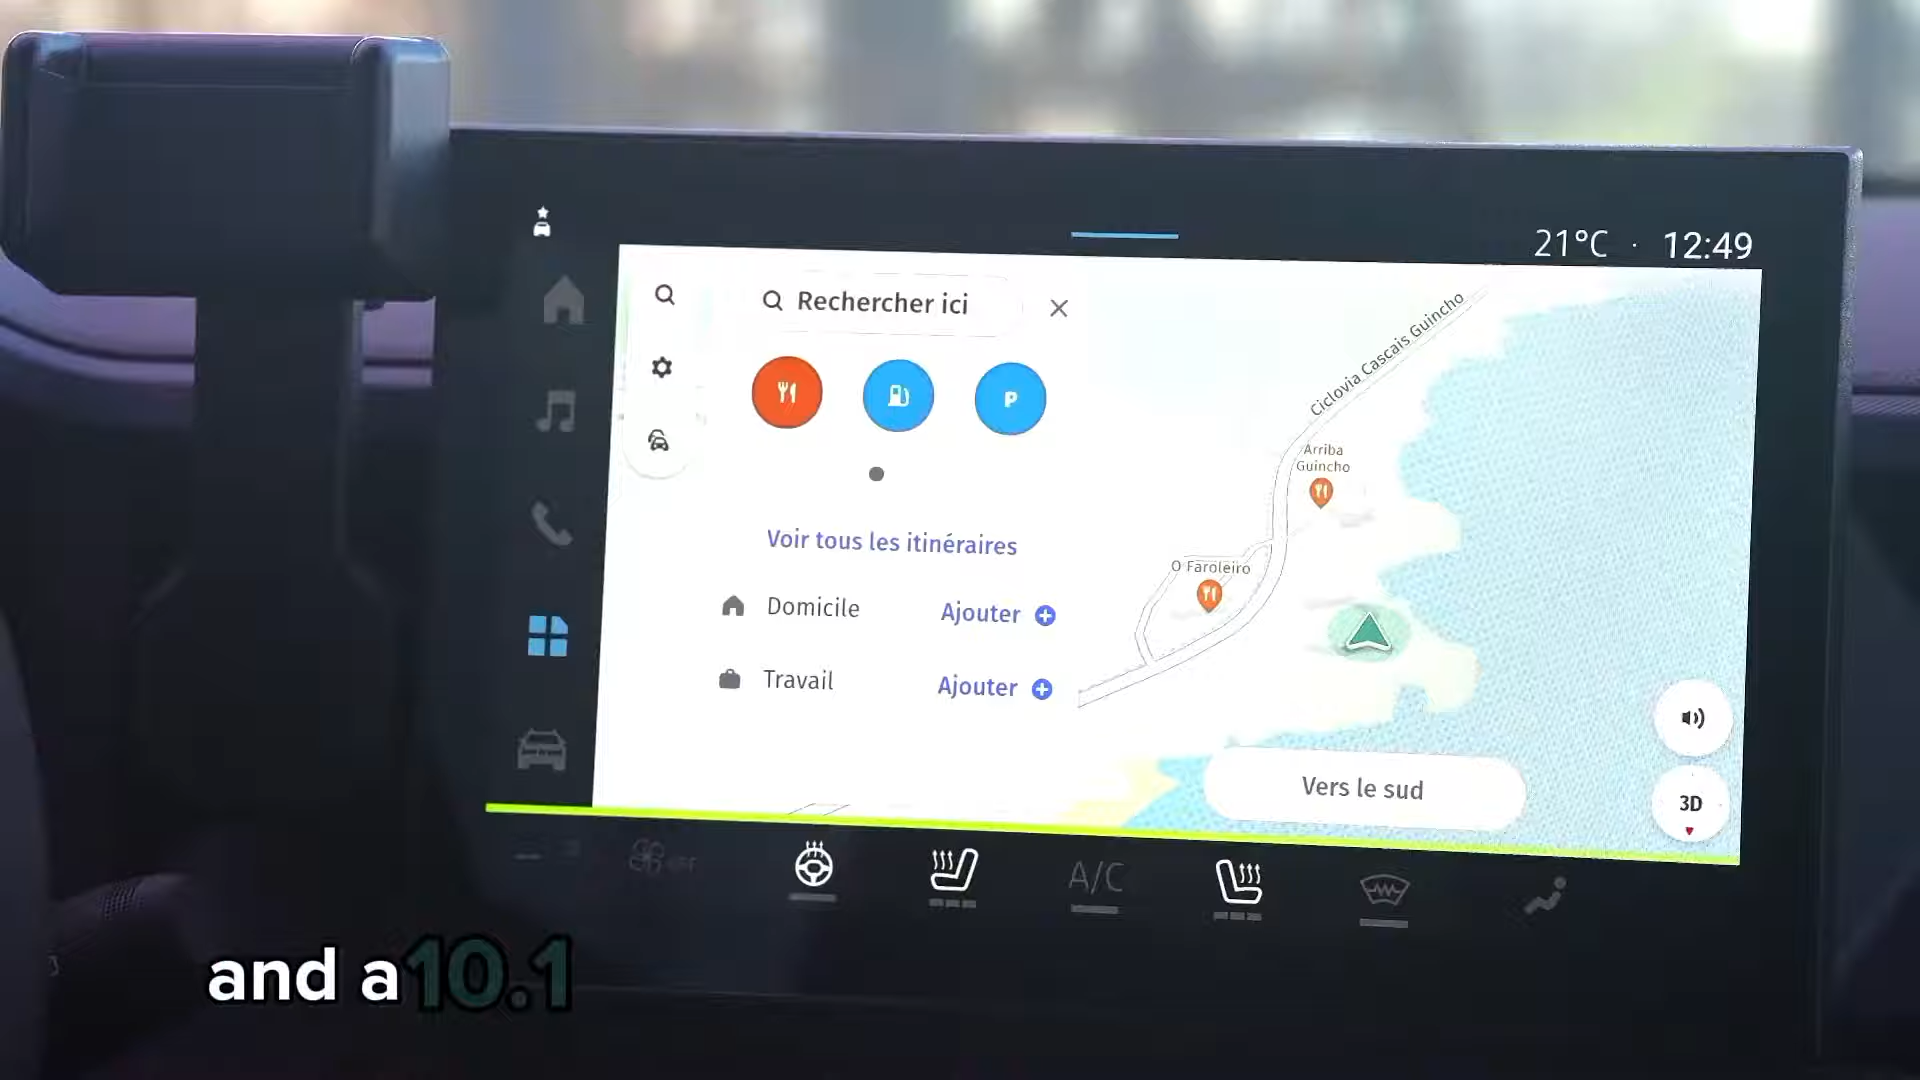 21°C · 12:49
Rechercher ici
P
Voir tous les itinéraires
Domicile Ajouter
Travail Ajouter
Ciclovia Cascais Guincho
Arriba
Guincho
O Faroleiro
Vers le sud
3D
OFF
A/C
and a 10.1